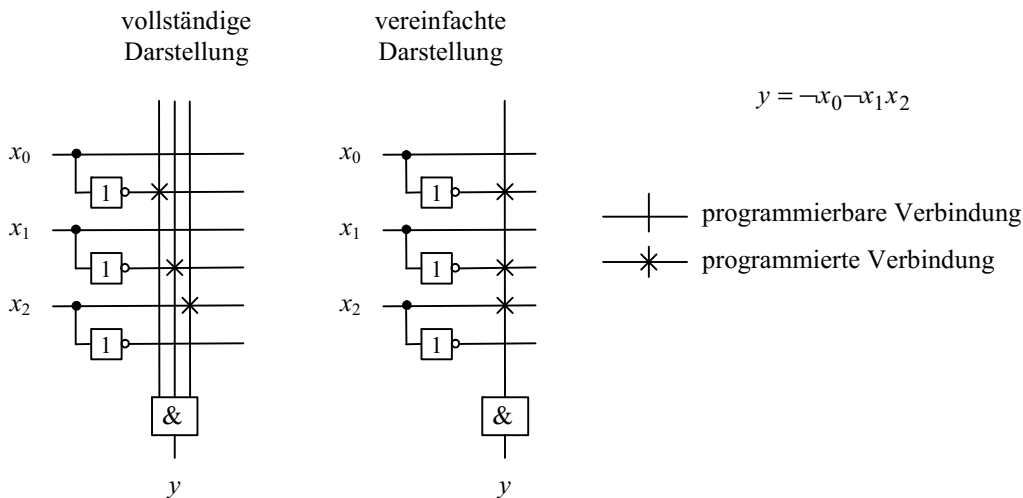 vollständige
Darstellung
vereinfachte
Darstellung
y = ¬x₀¬x₁x₂
x₀
1
x₁
1
x₂
1
&
y
x₀
1
x₁
1
x₂
1
&
y
programmierbare Verbindung
programmierte Verbindung